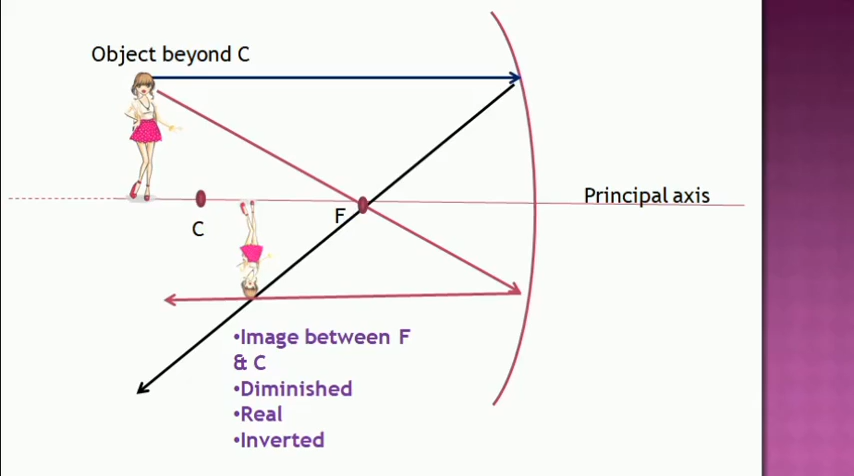 Object beyond C
Principal axis
F
C
•Image between F
& C
•Diminished
•Real
•Inverted